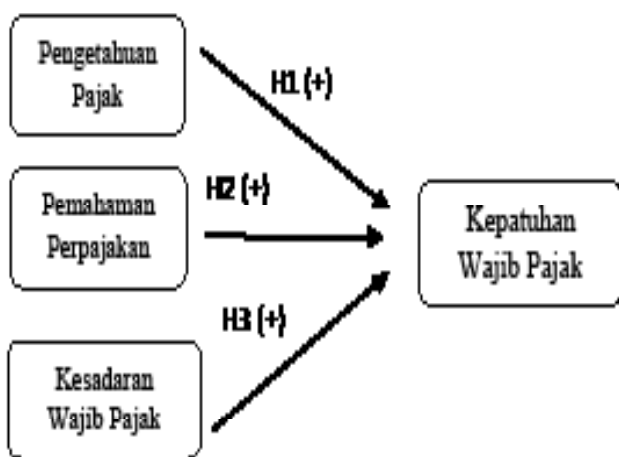 Pengetahuan
Pajak
H1 (+)
Pemahaman
Perpajakan
H2 (+)
Kepatuhan
Wajib Pajak
H3 (+)
Kesadaran
Wajib Pajak